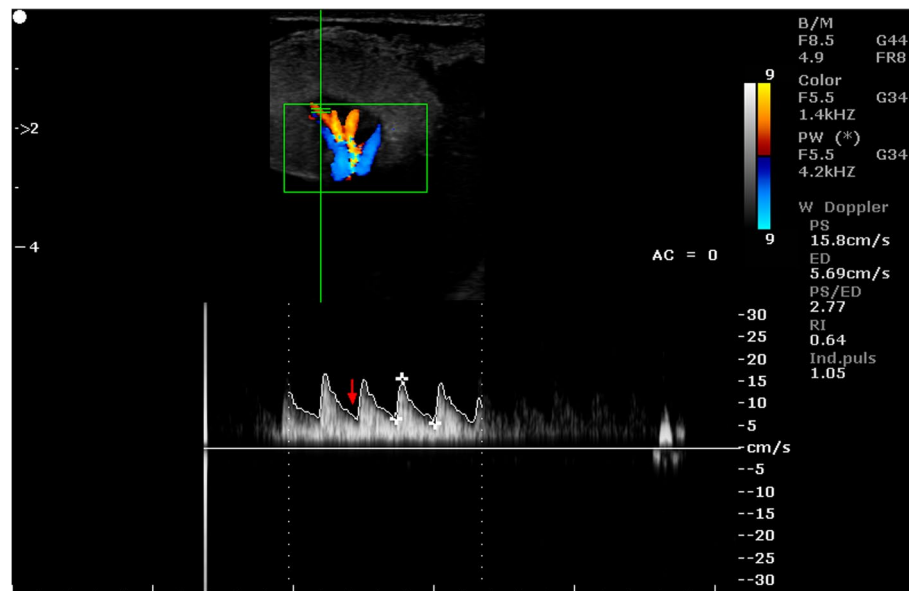 B/M
F8.5 G44
4.9 FR8
Color
F5.5 G34
1.4kHZ
PW (*)
F5.5 G34
4.2kHZ
W Doppler
PS
15.8cm/s
ED
5.69cm/s
PS/ED
2.77
RI
0.64
Ind.puls
1.05
9
9
AC = 0
->2
-4
-30
-25
-20
-15
-10
-5
-cm/s
--5
--10
--15
--20
--25
--30